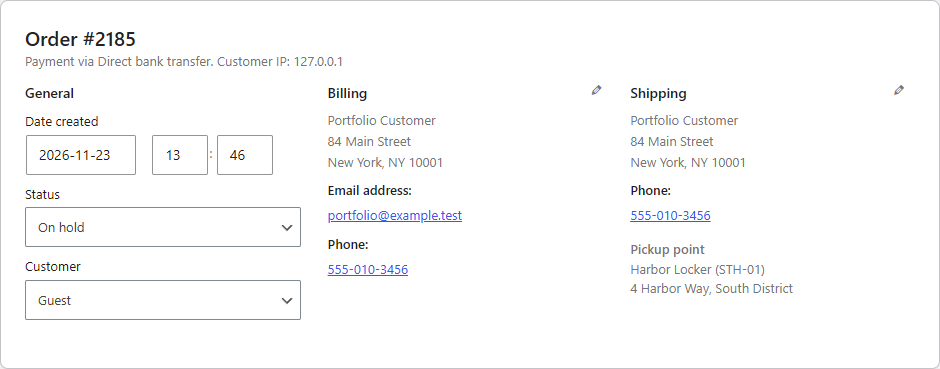 Order #2185
Payment via Direct bank transfer. Customer IP: 127.0.0.1
General
Date created
2026-11-23 13 : 46
Status
On hold
Customer
Guest
Billing
Portfolio Customer
84 Main Street
New York, NY 10001
Email address:
portfolio@example.test
Phone:
555-010-3456
Shipping
Portfolio Customer
84 Main Street
New York, NY 10001
Phone:
555-010-3456
Pickup point
Harbor Locker (STH-01)
4 Harbor Way, South District